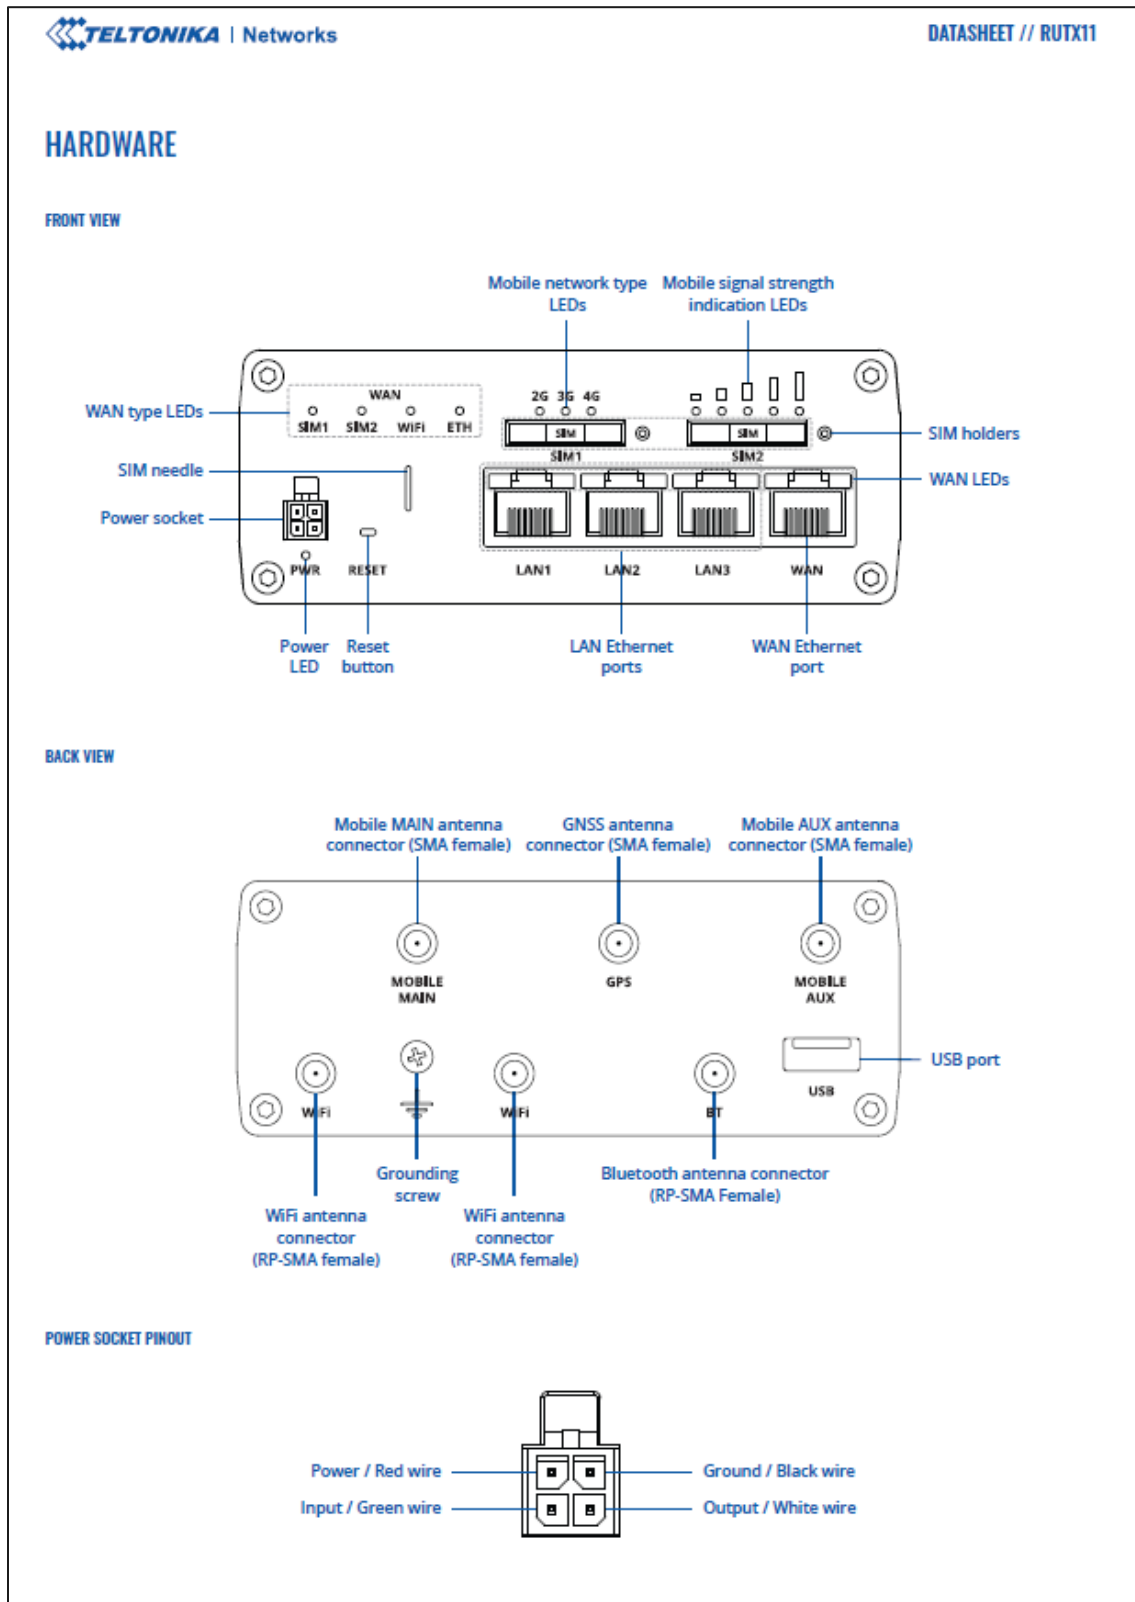 TELTONIKA | Networks
DATASHEET // RUTX11
HARDWARE
FRONT VIEW
Mobile network type
LEDs
Mobile signal strength
indication LEDs
WAN type LEDs
WAN
SIM1 SIM2 WiFi ETH
2G 3G 4G
SIM
SIM
SIM1
SIM2
SIM holders
SIM needle
WAN LEDs
Power socket
PWR
RESET
LAN1
LAN2
LAN3
WAN
Power
LED
Reset
button
LAN Ethernet
ports
WAN Ethernet
port
BACK VIEW
Mobile MAIN antenna
connector (SMA female)
GNSS antenna
connector (SMA female)
Mobile AUX antenna
connector (SMA female)
MOBILE
MAIN
GPS
MOBILE
AUX
USB port
USB
WiFi
WiFi
BT
Grounding
screw
Bluetooth antenna connector
(RP-SMA Female)
WiFi antenna
connector
(RP-SMA female)
WiFi antenna
connector
(RP-SMA female)
POWER SOCKET PINOUT
Power / Red wire
Ground / Black wire
Input / Green wire
Output / White wire